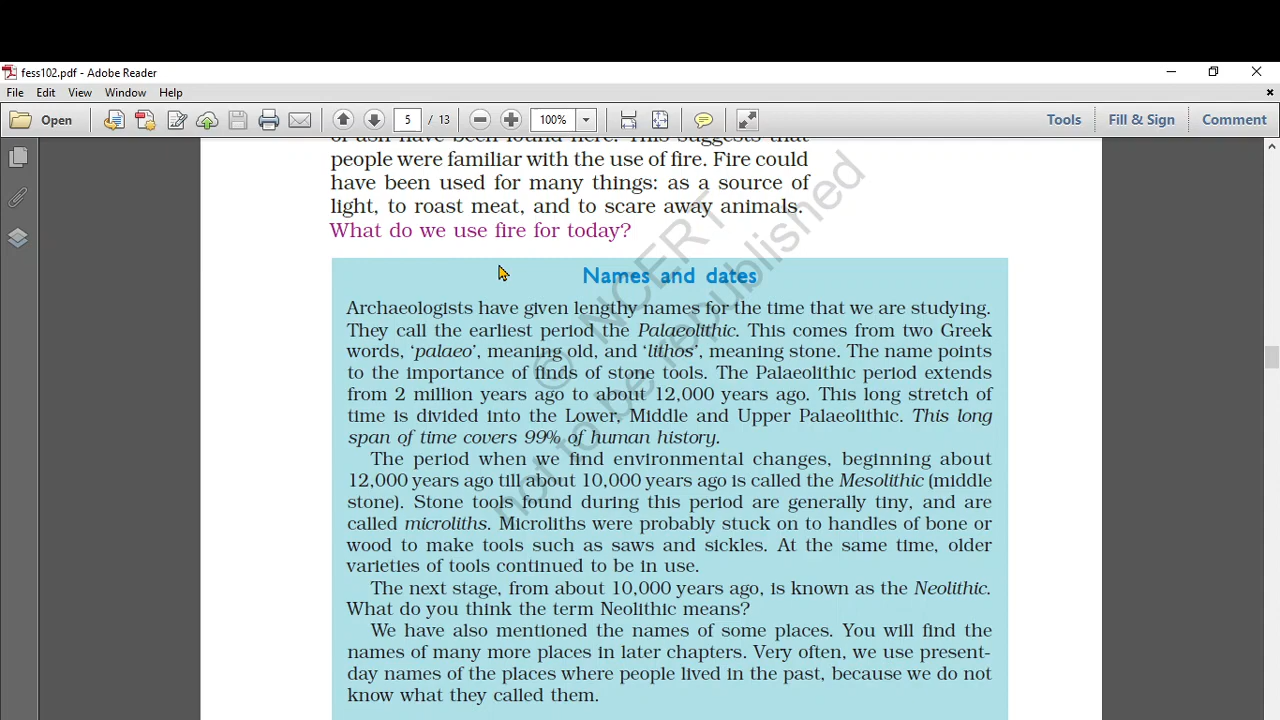 fess102.pdf - Adobe Reader
File Edit View Window Help
Open 5 / 13 100% Tools Fill & Sign Comment
of ash have been found here. This suggests that
people were familiar with the use of fire. Fire could
have been used for many things: as a source of
light, to roast meat, and to scare away animals.
What do we use fire for today?
Names and dates
Archaeologists have given lengthy names for the time that we are studying.
They call the earliest period the Palaeolithic. This comes from two Greek
words, ‘palaeo’, meaning old, and ‘lithos’, meaning stone. The name points
to the importance of finds of stone tools. The Palaeolithic period extends
from 2 million years ago to about 12,000 years ago. This long stretch of
time is divided into the Lower, Middle and Upper Palaeolithic. This long
span of time covers 99% of human history.
The period when we find environmental changes, beginning about
12,000 years ago till about 10,000 years ago is called the Mesolithic (middle
stone). Stone tools found during this period are generally tiny, and are
called microliths. Microliths were probably stuck on to handles of bone or
wood to make tools such as saws and sickles. At the same time, older
varieties of tools continued to be in use.
The next stage, from about 10,000 years ago, is known as the Neolithic.
What do you think the term Neolithic means?
We have also mentioned the names of some places. You will find the
names of many more places in later chapters. Very often, we use present-
day names of the places where people lived in the past, because we do not
know what they called them.
© NCERT
not to be republished